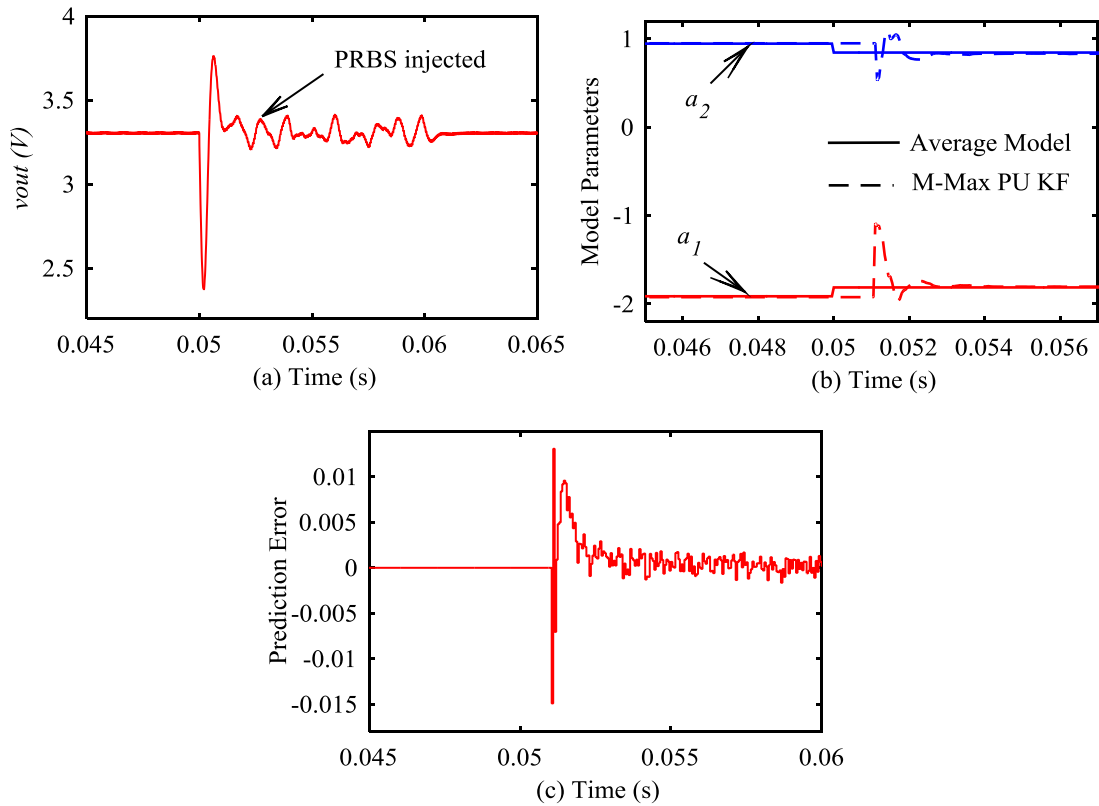 4
3.5
3
2.5
vout (V)
PRBS injected
0.045
0.05
0.055
0.06
0.065
(a) Time (s)
1
0
-1
-2
Model Parameters
a2
Average Model
M-Max PU KF
a1
0.046
0.048
0.05
0.052
0.054
0.056
(b) Time (s)
0.01
0.005
0
-0.005
-0.01
-0.015
Prediction Error
0.045
0.05
0.055
0.06
(c) Time (s)